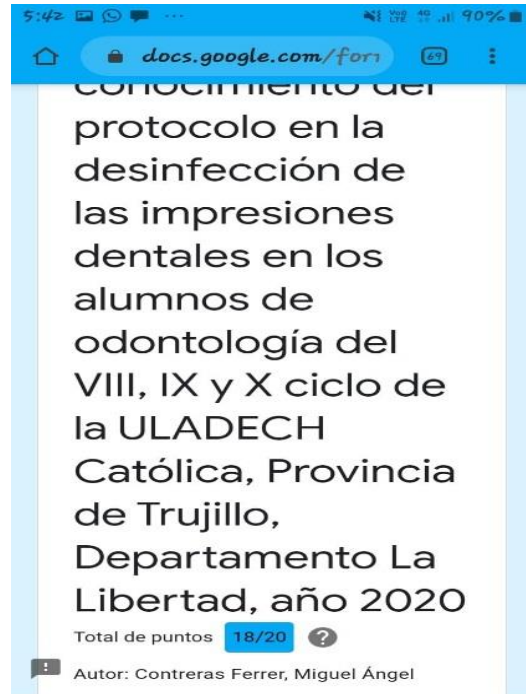 5:42 90%
docs.google.com/for 69
conocimiento del
protocolo en la
desinfección de
las impresiones
dentales en los
alumnos de
odontología del
VIII, IX y X ciclo de
la ULADECH
Católica, Provincia
de Trujillo,
Departamento La
Libertad, año 2020
Total de puntos 18/20 ?
Autor: Contreras Ferrer, Miguel Ángel